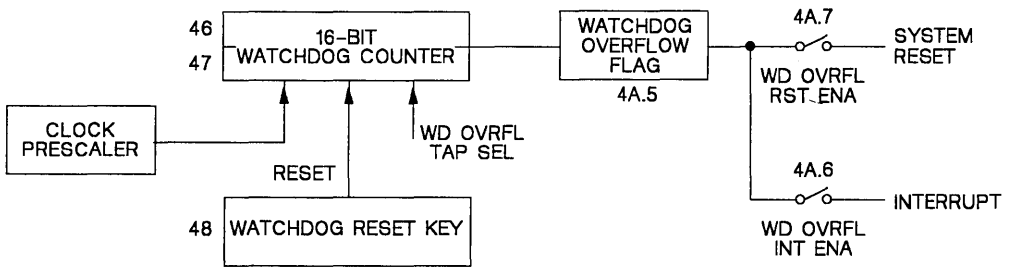 46
47
16-BIT
WATCHDOG COUNTER
WATCHDOG
OVERFLOW
FLAG
4A.5
4A.7
WD OVRFL
RST ENA
SYSTEM
RESET
CLOCK
PRESCALER
RESET
WD OVRFL
TAP SEL
48
WATCHDOG RESET KEY
4A.6
WD OVRFL
INT ENA
INTERRUPT